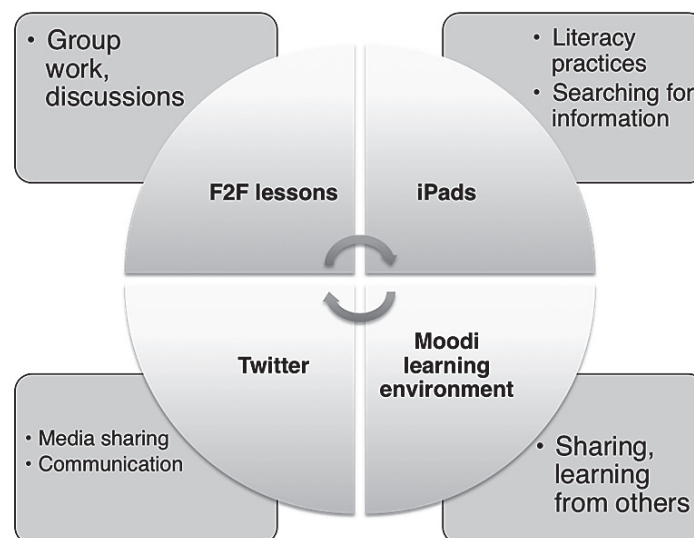 • Group
work,
discussions
• Literacy
practices
• Searching for
information
F2F lessons
iPads
Twitter
Moodi
learning
environment
• Media sharing
• Communication
• Sharing,
learning
from others